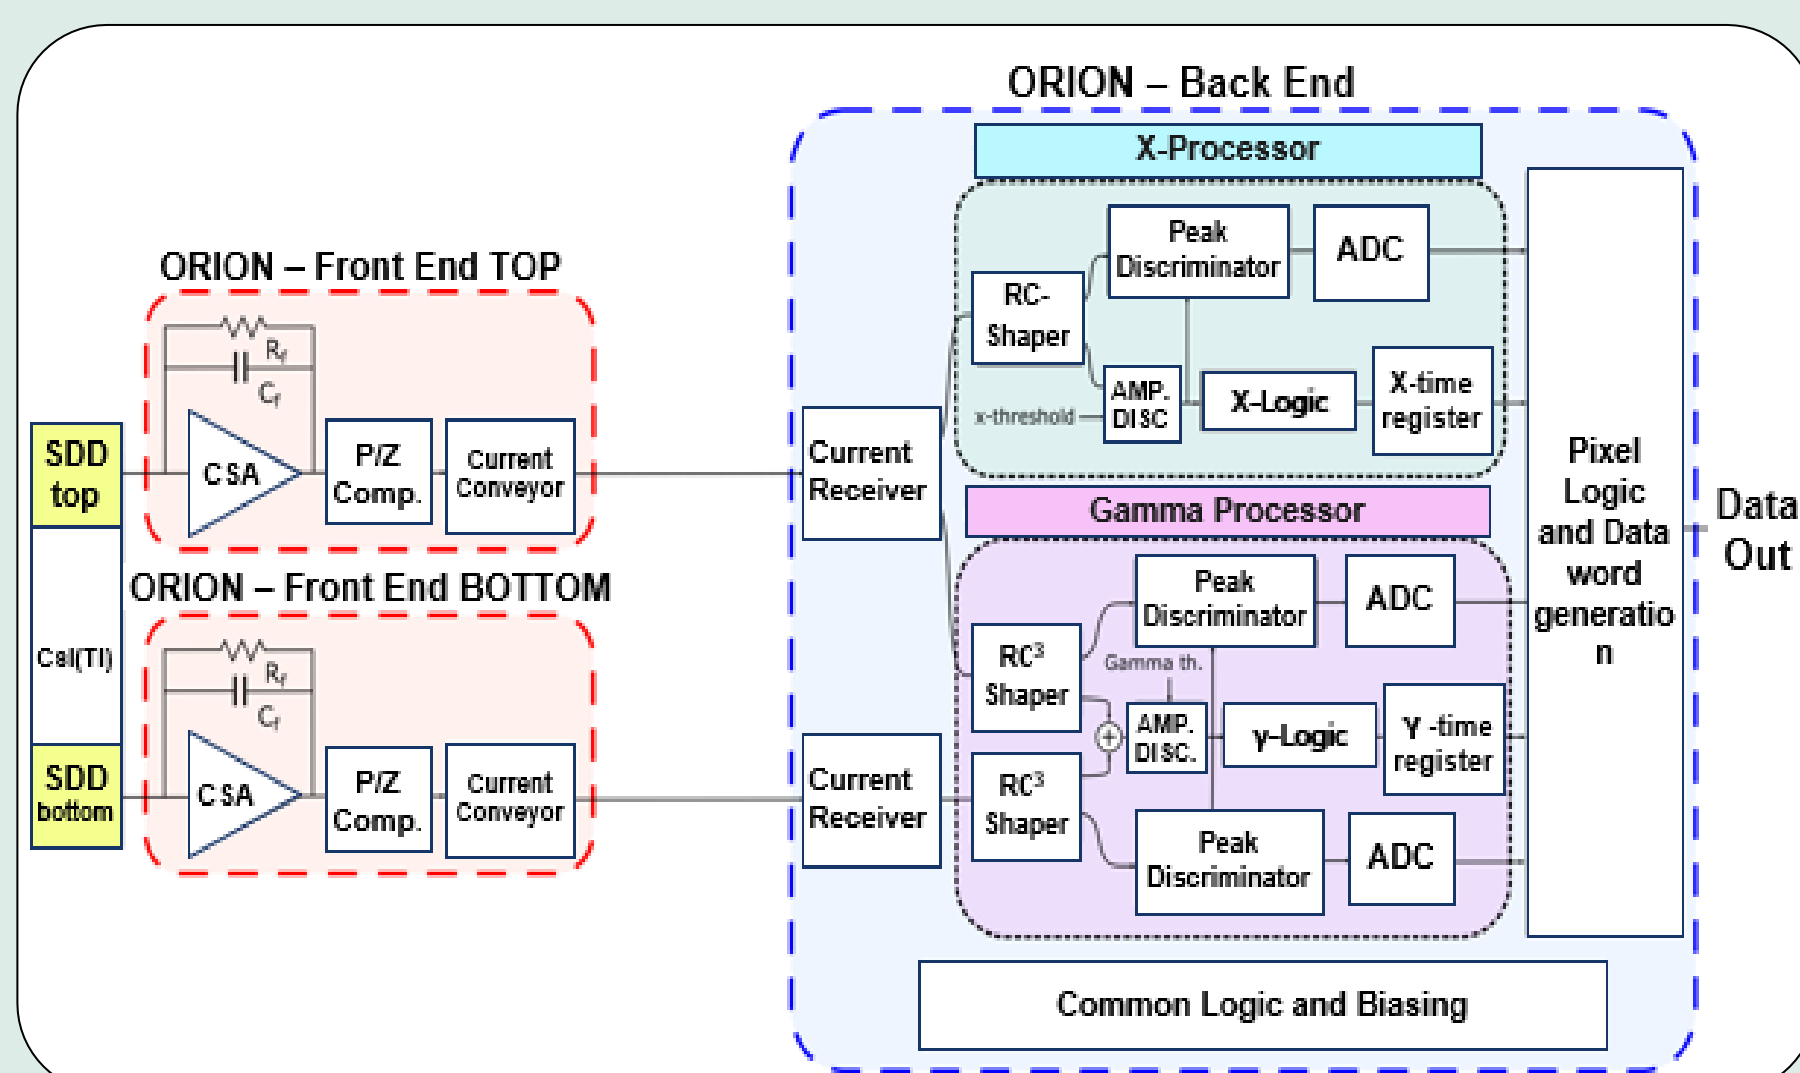 ORION – Back End
X-Processor
Peak
Discriminator
ADC
RC-
Shaper
AMP.
DISC
x-threshold
X-Logic
X-time
register
ORION – Front End TOP
Rf
Cf
SDD
top
CSA
P/Z
Comp.
Current
Conveyor
Current
Receiver
Gamma Processor
Peak
Discriminator
ADC
RC³
Shaper
Gamma th.
+
AMP.
DISC.
γ-Logic
Υ -time
register
RC³
Shaper
Peak
Discriminator
ADC
Pixel
Logic
and Data
word
generatio
n
Data
Out
CsI(Tl)
ORION – Front End BOTTOM
Rf
Cf
SDD
bottom
CSA
P/Z
Comp.
Current
Conveyor
Current
Receiver
Common Logic and Biasing